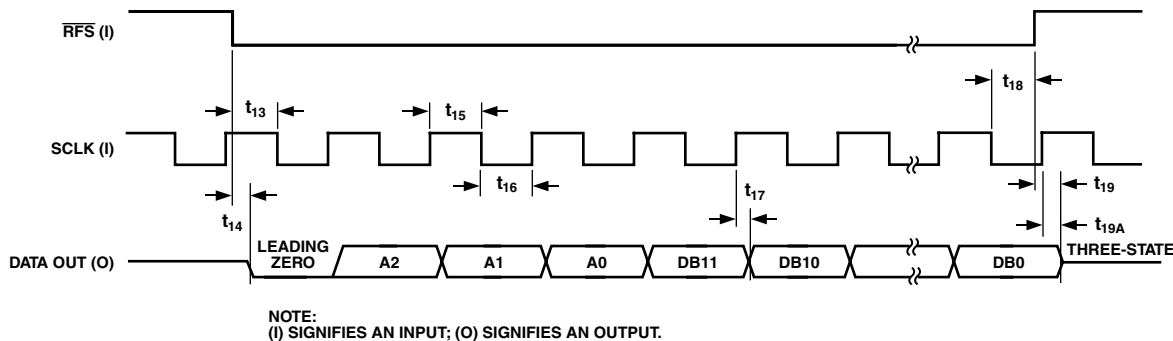 RFS (I)
t18
t13
t15
SCLK (I)
t16
t17
t19
t14
t19A
DATA OUT (O)
LEADING
ZERO
A2
A1
A0
DB11
DB10
DB0
THREE-STATE
NOTE:
(I) SIGNIFIES AN INPUT; (O) SIGNIFIES AN OUTPUT.